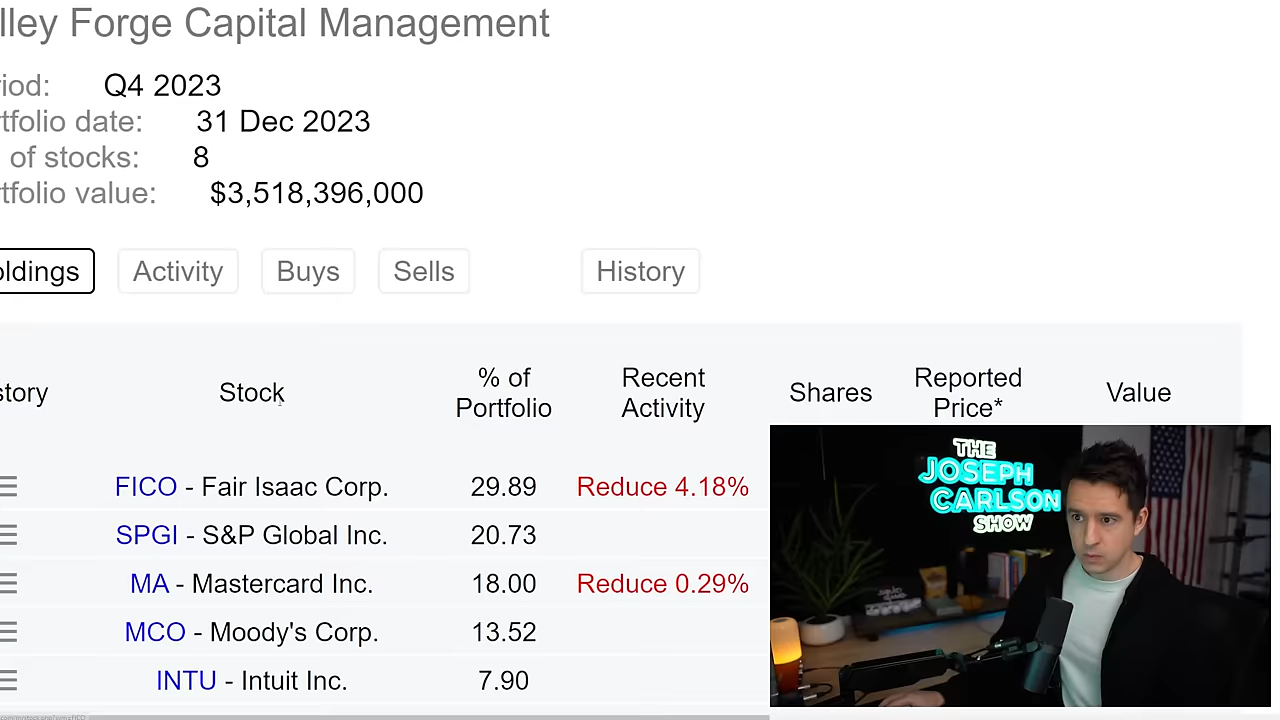 lley Forge Capital Management
riod: Q4 2023
rtfolio date: 31 Dec 2023
of stocks: 8
rtfolio value: $3,518,396,000
oldings Activity Buys Sells History
story Stock % of Portfolio Recent Activity Shares Reported Price* Value
FICO - Fair Isaac Corp. 29.89 Reduce 4.18%
SPGI - S&P Global Inc. 20.73
MA - Mastercard Inc. 18.00 Reduce 0.29%
MCO - Moody's Corp. 13.52
INTU - Intuit Inc. 7.90
THE
JOSEPH
CARLSON
SHOW